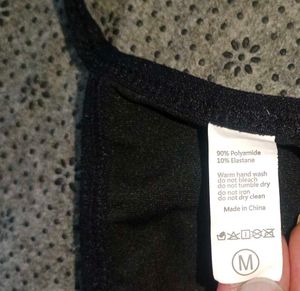 90% Polyamide
10% Elastane
Warm hand wash
do not bleach
do not tumble dry
do not iron
do not dry clean
Made in China
M